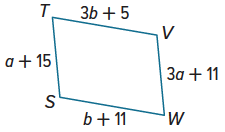 T 3b + 5 V
a + 15 3a + 11
S b + 11 W